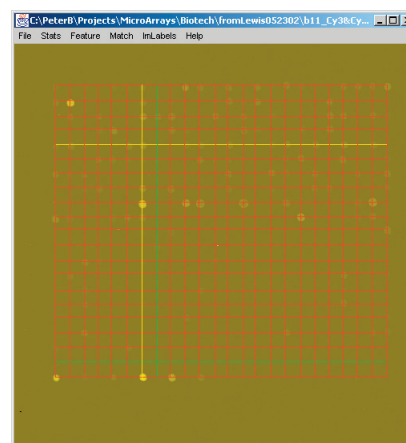 C:\PeterB\Projects\MicroArrays\Biotech\fromLewis052302\b11_Cy3&Cy...
File Stats Feature Match ImLabels Help